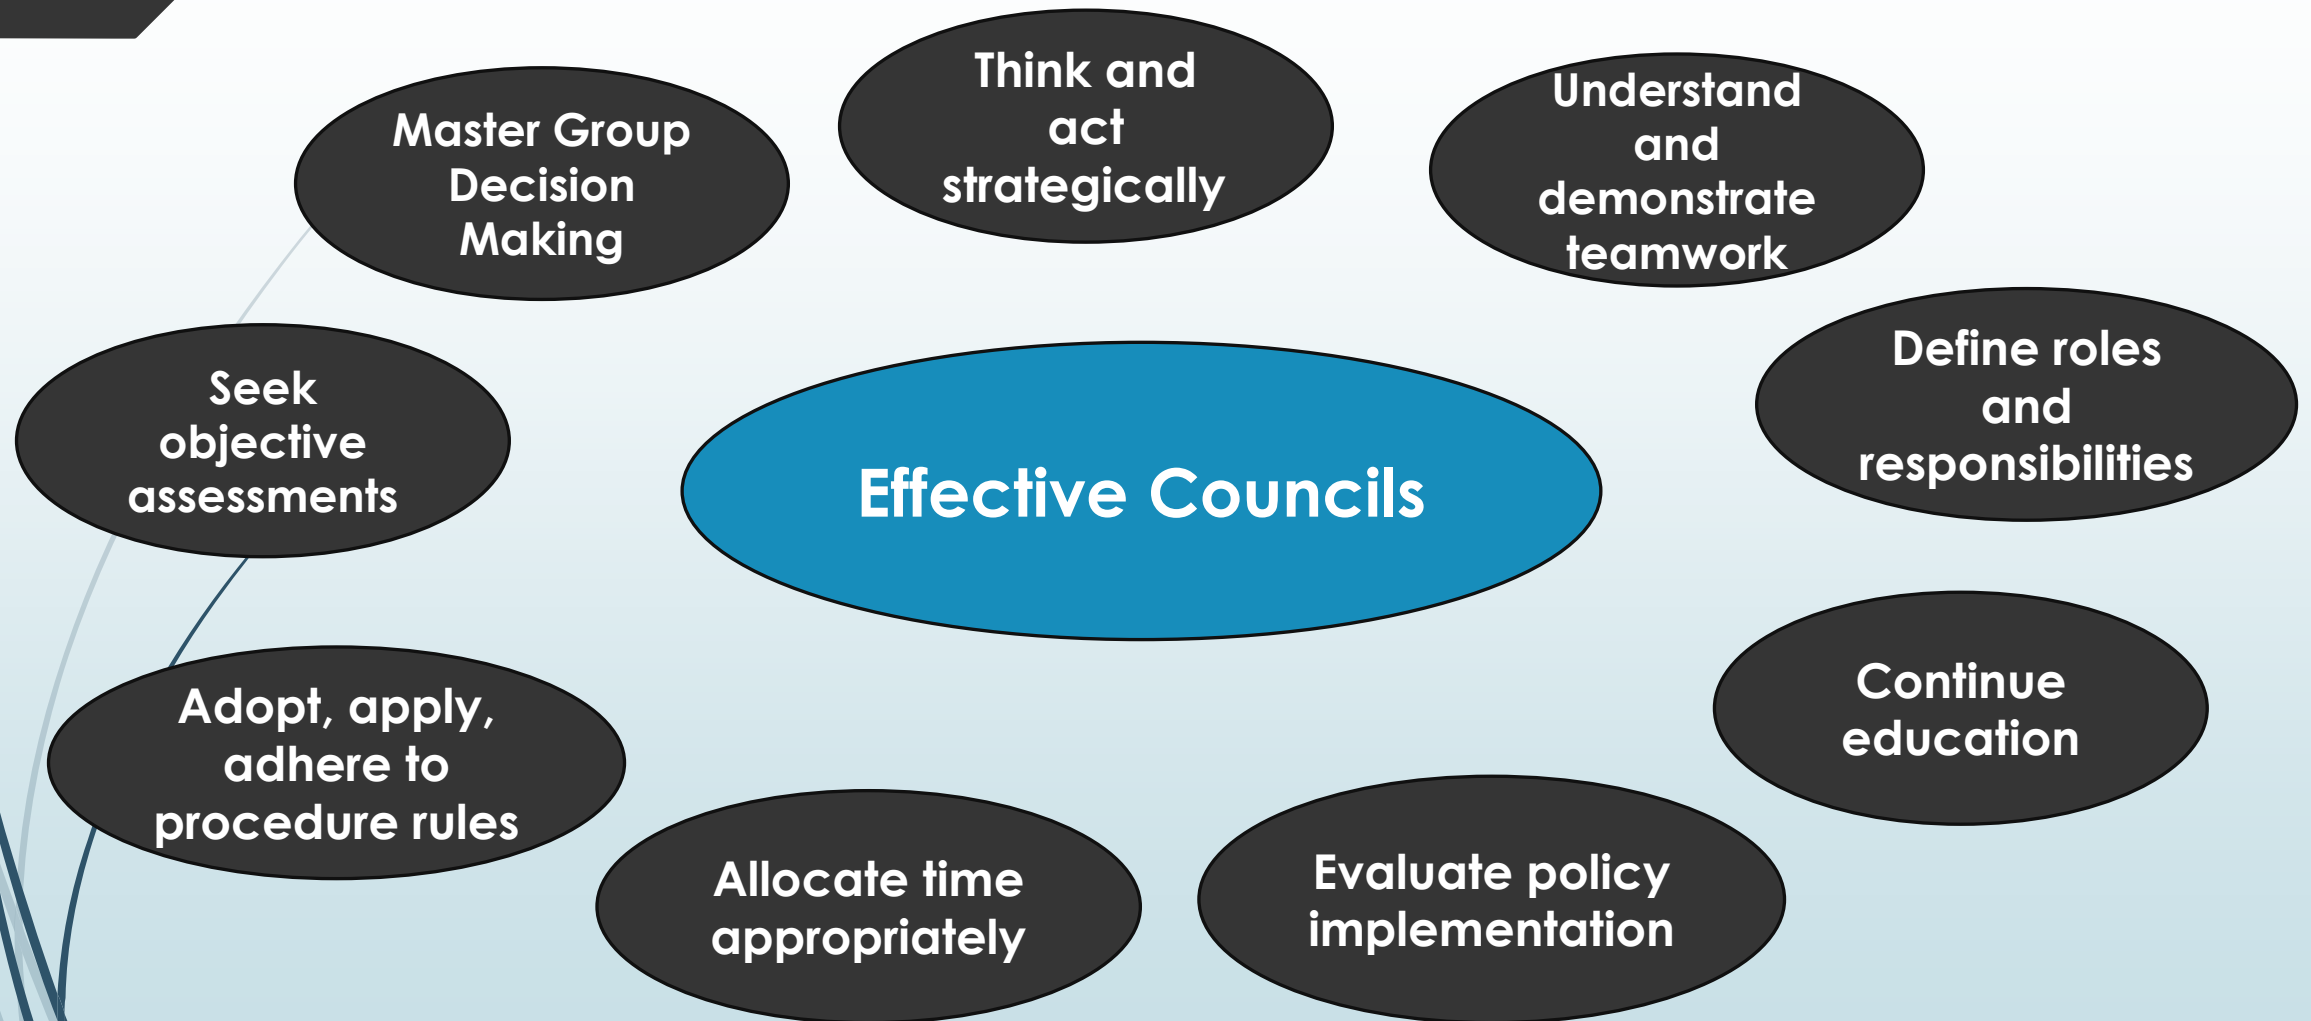 Think and
act
strategically
Understand
and
demonstrate
teamwork
Define roles
and
responsibilities
Continue
education
Evaluate policy
implementation
Allocate time
appropriately
Adopt, apply,
adhere to
procedure rules
Seek
objective
assessments
Master Group
Decision
Making
Effective Councils